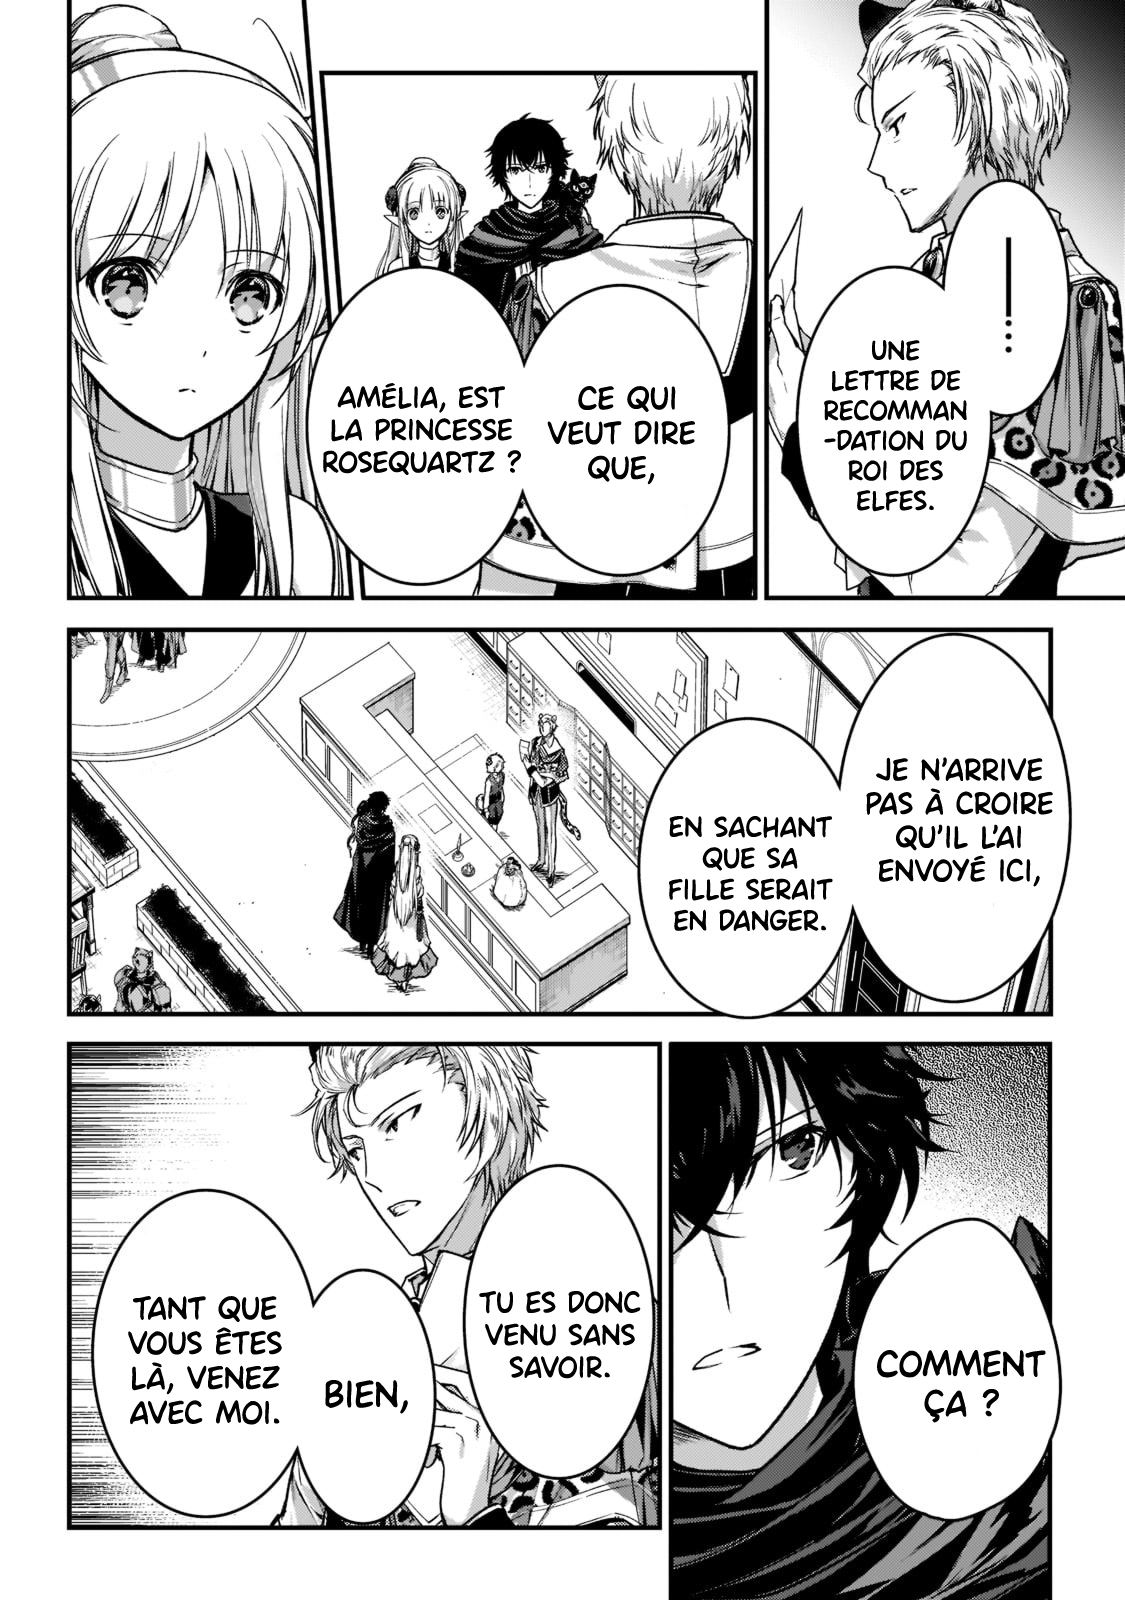 —...
UNE
LETTRE DE
RECOMMAN
-DATION DU
ROI DES
ELFES.
CE QUI
VEUT DIRE
QUE,
AMÉLIA, EST
LA PRINCESSE
ROSEQUARTZ ?
JE N'ARRIVE
PAS À CROIRE
QU'IL L'AI
ENVOYÉ ICI,
EN SACHANT
QUE SA
FILLE SERAIT
EN DANGER.
COMMENT
ÇA ?
TU ES DONC
VENU SANS
SAVOIR.
BIEN,
TANT QUE
VOUS ÊTES
LÀ, VENEZ
AVEC MOI.